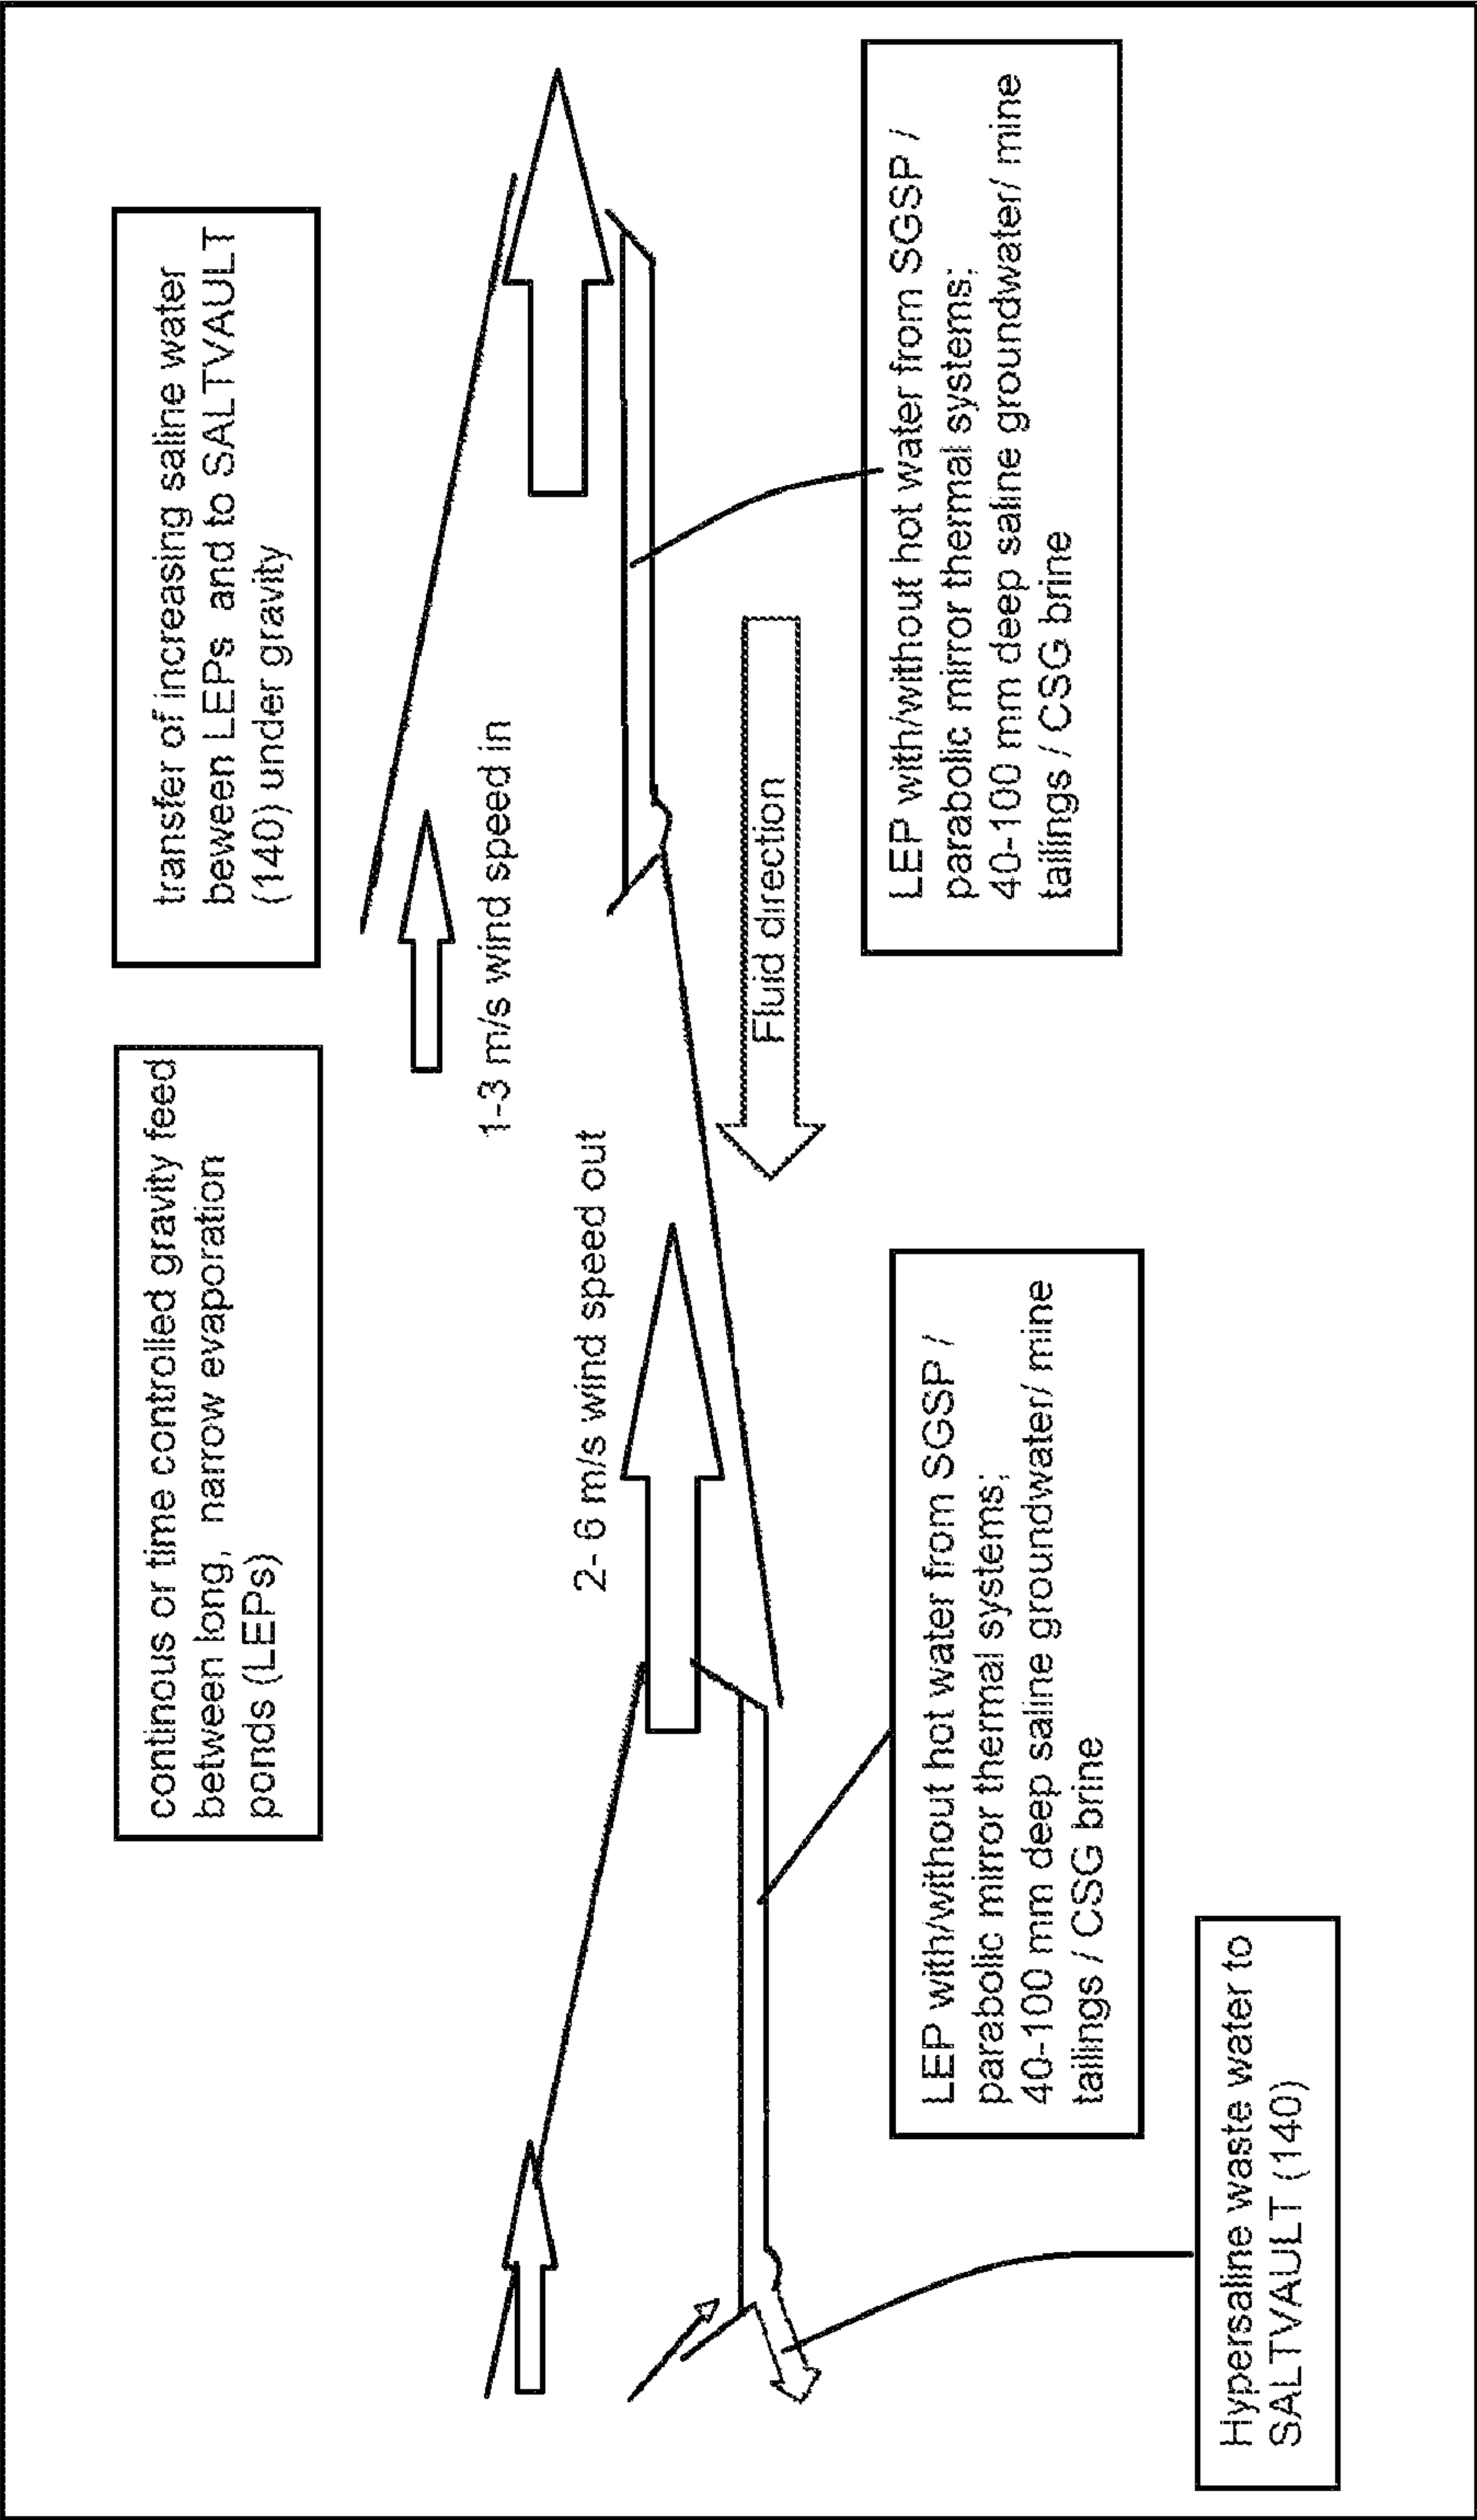 continous or time controlled gravity feed
between long, narrow evaporation
ponds (LEPs)
transfer of increasing saline water
beween LEPs and to SALTVAULT
(140) under gravity
1-3 m/s wind speed in
2- 6 m/s wind speed out
Fluid direction
LEP with/without hot water from SGSP /
parabolic mirror thermal systems;
40-100 mm deep saline groundwater/ mine
tailings / CSG brine
LEP with/without hot water from SGSP /
parabolic mirror thermal systems;
40-100 mm deep saline groundwater/ mine
tailings / CSG brine
Hypersaline waste water to
SALTVAULT (140)